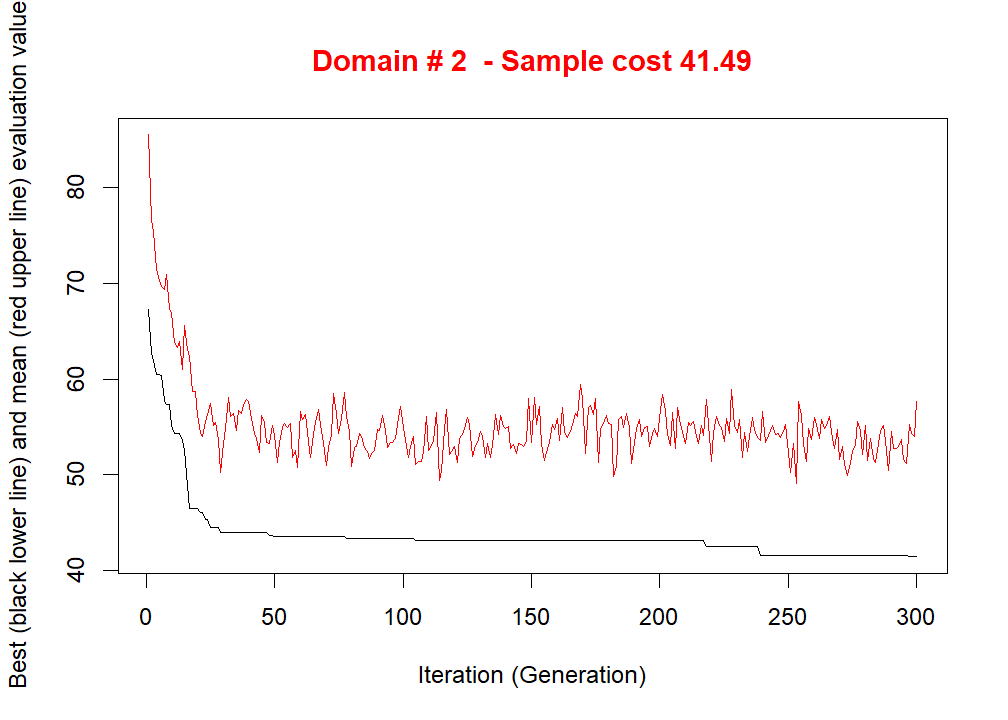 Domain # 2  - Sample cost 41.49
Best (black lower line) and mean (red upper line) evaluation value
80
70
60
50
40
0 50 100 150 200 250 300
Iteration (Generation)